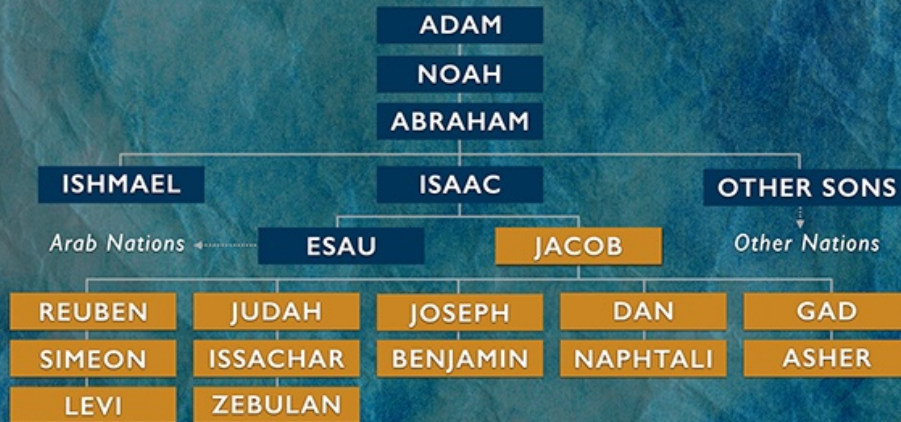 ADAM
NOAH
ABRAHAM
ISHMAEL ISAAC OTHER SONS
Arab Nations ESAU JACOB Other Nations
REUBEN JUDAH JOSEPH DAN GAD
SIMEON ISSACHAR BENJAMIN NAPHTALI ASHER
LEVI ZEBULAN